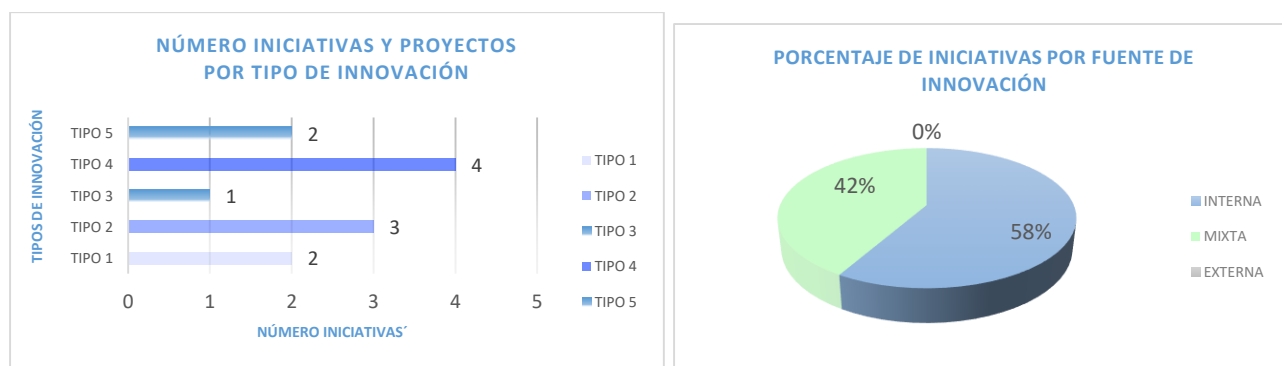 NÚMERO INICIATIVAS Y PROYECTOS
POR TIPO DE INNOVACIÓN
TIPOS DE INNOVACIÓN
TIPO 5
2
TIPO 4
4
TIPO 3
1
TIPO 2
3
TIPO 1
2
0 1 2 3 4 5
NÚMERO INICIATIVAS´
TIPO 1
TIPO 2
TIPO 3
TIPO 4
TIPO 5
PORCENTAJE DE INICIATIVAS POR FUENTE DE
INNOVACIÓN
0%
42%
58%
INTERNA
MIXTA
EXTERNA